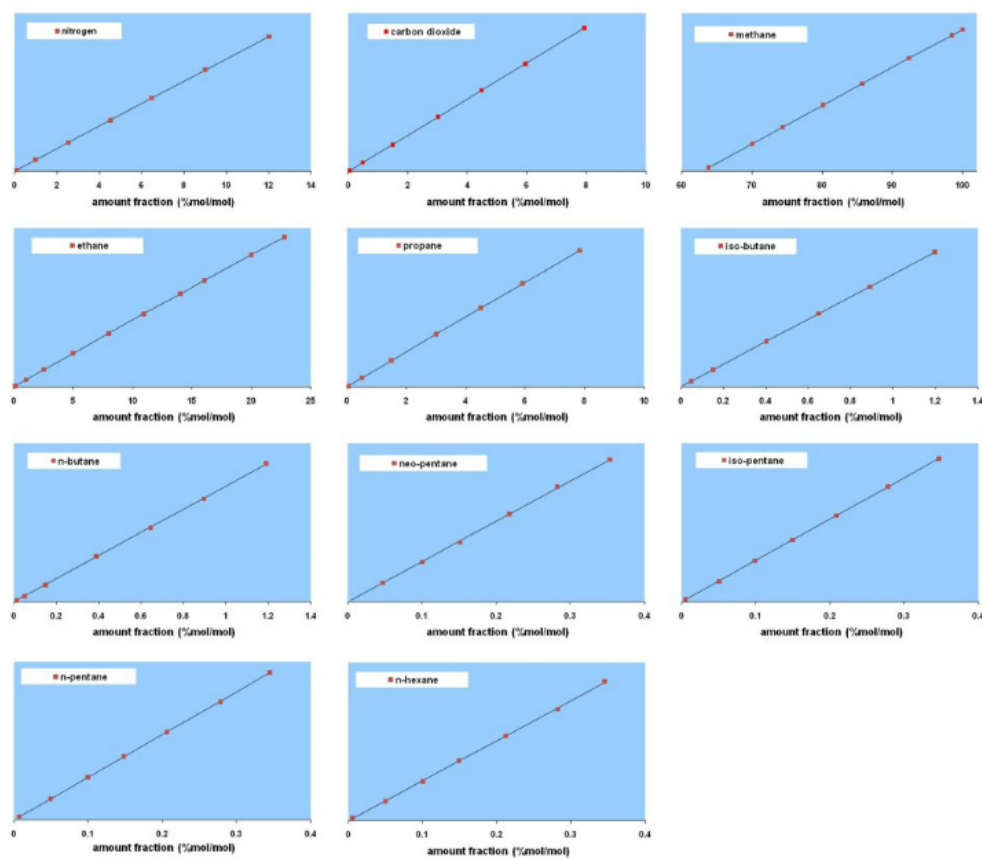 nitrogen
0 2 4 6 8 10 12 14
amount fraction (%mol/mol)
carbon dioxide
0 2 4 6 8 10
amount fraction (%mol/mol)
methane
60 70 80 90 100
amount fraction (%mol/mol)
ethane
0 5 10 15 20 25
amount fraction (%mol/mol)
propane
0 2 4 6 8 10
amount fraction (%mol/mol)
iso-butane
0 0.2 0.4 0.6 0.8 1 1.2 1.4
amount fraction (%mol/mol)
n-butane
0 0.2 0.4 0.6 0.8 1 1.2 1.4
amount fraction (%mol/mol)
neo-pentane
0 0.1 0.2 0.3 0.4
amount fraction (%mol/mol)
iso-pentane
0 0.1 0.2 0.3 0.4
amount fraction (%mol/mol)
n-pentane
0 0.1 0.2 0.3 0.4
amount fraction (%mol/mol)
n-hexane
0 0.1 0.2 0.3 0.4
amount fraction (%mol/mol)